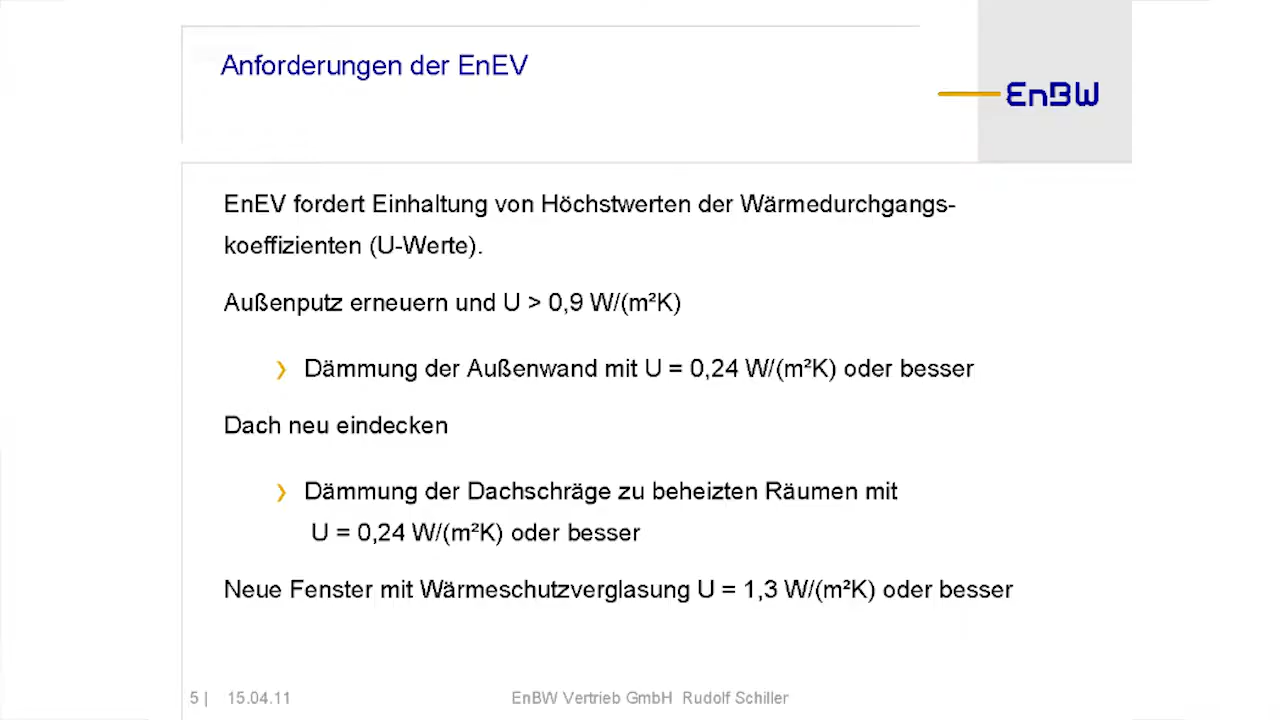 Anforderungen der EnEV
EnBW
EnEV fordert Einhaltung von Höchstwerten der Wärmedurchgangs-
koeffizienten (U-Werte).
Außenputz erneuern und U > 0,9 W/(m²K)
❯ Dämmung der Außenwand mit U = 0,24 W/(m²K) oder besser
Dach neu eindecken
❯ Dämmung der Dachschräge zu beheizten Räumen mit
U = 0,24 W/(m²K) oder besser
Neue Fenster mit Wärmeschutzverglasung U = 1,3 W/(m²K) oder besser
5 | 15.04.11 EnBW Vertrieb GmbH Rudolf Schiller